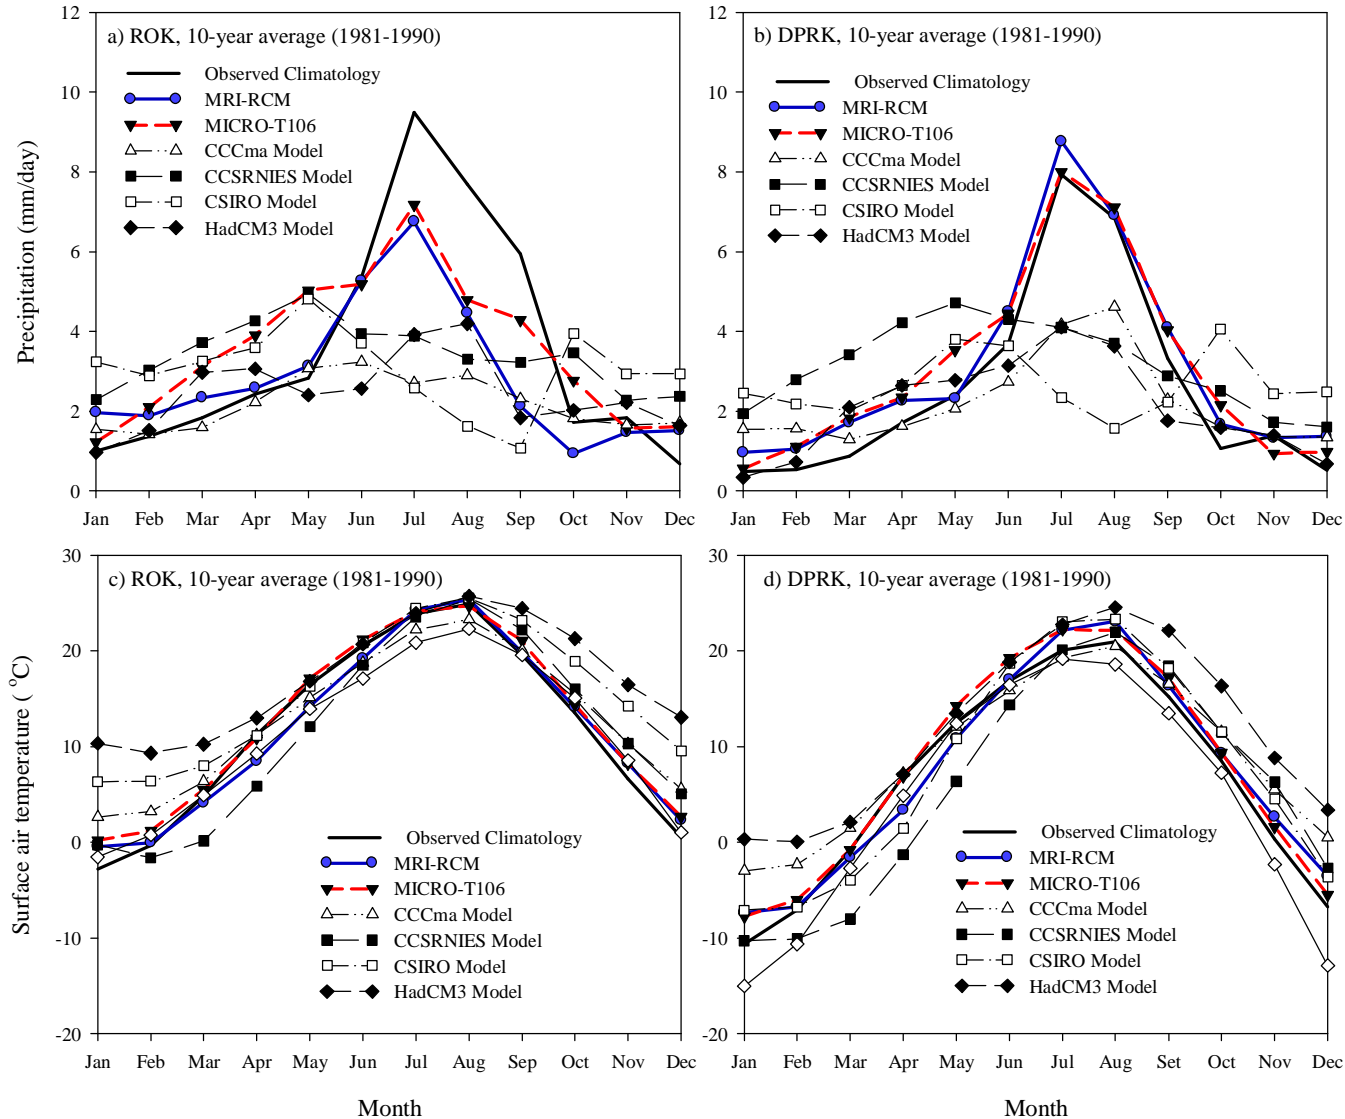 a) ROK, 10-year average (1981-1990)
Observed Climatology
MRI-RCM
MICRO-T106
CCCma Model
CCSRNIES Model
CSIRO Model
HadCM3 Model
Precipitation (mm/day)
12
10
8
6
4
2
0
Jan Feb Mar Apr May Jun Jul Aug Sep Oct Nov Dec
b) DPRK, 10-year average (1981-1990)
Observed Climatology
MRI-RCM
MICRO-T106
CCCma Model
CCSRNIES Model
CSIRO Model
HadCM3 Model
12
10
8
6
4
2
0
Jan Feb Mar Apr May Jun Jul Aug Sep Oct Nov Dec
c) ROK, 10-year average (1981-1990)
Observed Climatology
MRI-RCM
MICRO-T106
CCCma Model
CCSRNIES Model
CSIRO Model
HadCM3 Model
Surface air temperature ( °C)
30
20
10
0
-10
-20
Jan Feb Mar Apr May Jun Jul Aug Sep Oct Nov Dec
Month
d) DPRK, 10-year average (1981-1990)
Observed Climatology
MRI-RCM
MICRO-T106
CCCma Model
CCSRNIES Model
CSIRO Model
HadCM3 Model
30
20
10
0
-10
-20
Jan Feb Mar Apr May Jun Jul Aug Sep Oct Nov Dec
Month